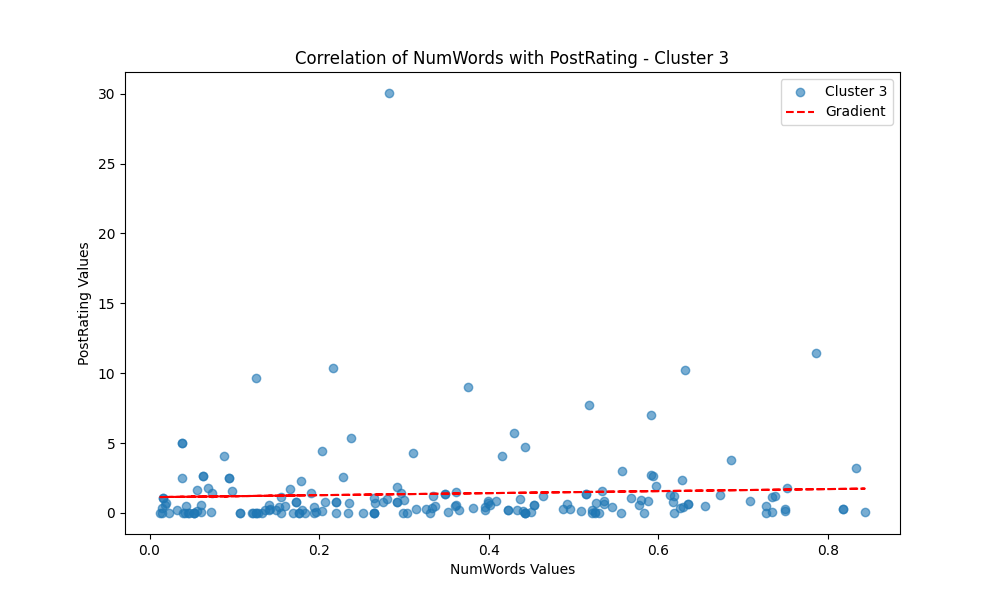 Correlation of NumWords with PostRating - Cluster 3
Cluster 3
Gradient
PostRating Values
30
25
20
15
10
5
0
0.0
0.2
0.4
0.6
0.8
NumWords Values